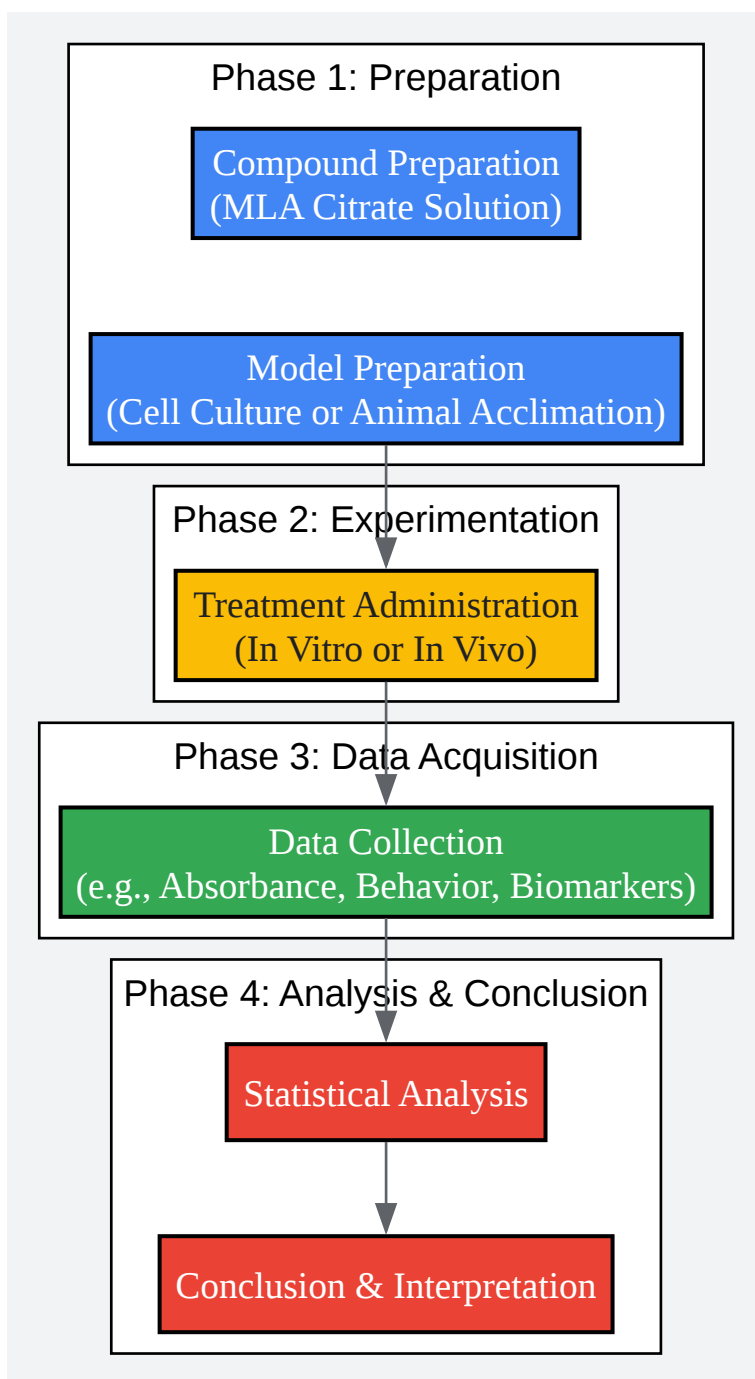 Phase 1: Preparation
Compound Preparation
(MLA Citrate Solution)
Model Preparation
(Cell Culture or Animal Acclimation)
Phase 2: Experimentation
Treatment Administration
(In Vitro or In Vivo)
Phase 3: Data Acquisition
Data Collection
(e.g., Absorbance, Behavior, Biomarkers)
Phase 4: Analysis & Conclusion
Statistical Analysis
Conclusion & Interpretation